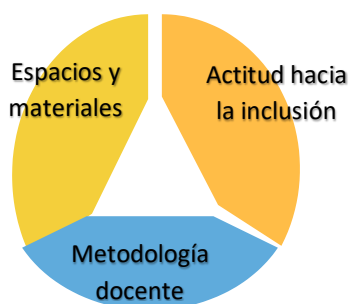 Espacios y
materiales
Actitud hacia
la inclusión
Metodología
docente